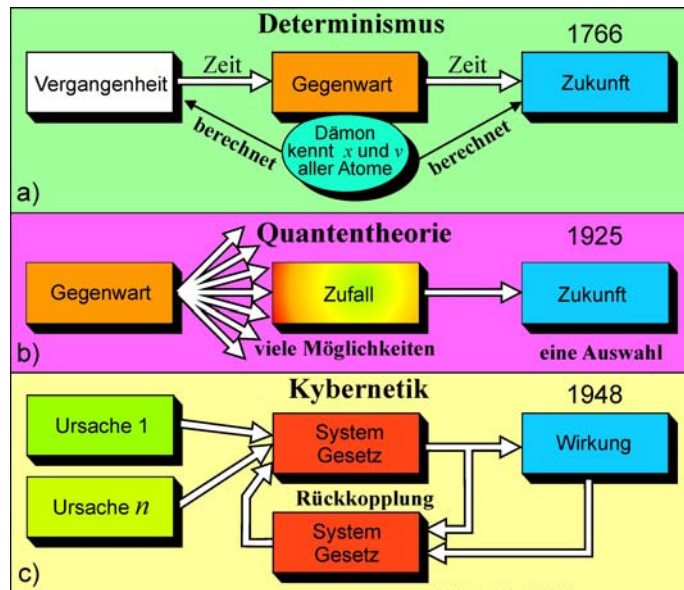 Determinismus
1766
Vergangenheit
Zeit
Gegenwart
Zeit
Zukunft
berechnet
Dämon
kennt x und v
aller Atome
berechnet
a)
Quantentheorie
1925
Gegenwart
Zufall
Zukunft
viele Möglichkeiten
eine Auswahl
b)
Kybernetik
1948
Ursache 1
System
Gesetz
Wirkung
Ursache n
Rückkopplung
System
Gesetz
c)